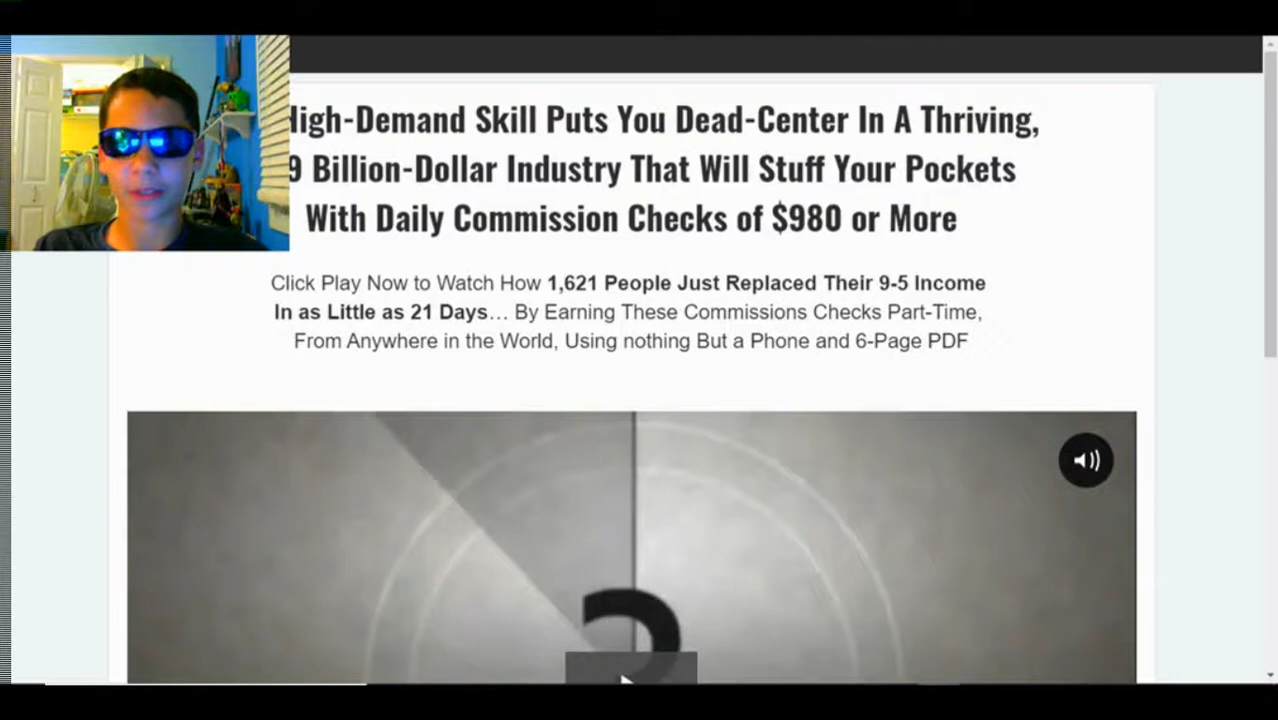 High-Demand Skill Puts You Dead-Center In A Thriving,
9 Billion-Dollar Industry That Will Stuff Your Pockets
With Daily Commission Checks of $980 or More
Click Play Now to Watch How 1,621 People Just Replaced Their 9-5 Income
In as Little as 21 Days… By Earning These Commissions Checks Part-Time,
From Anywhere in the World, Using nothing But a Phone and 6-Page PDF